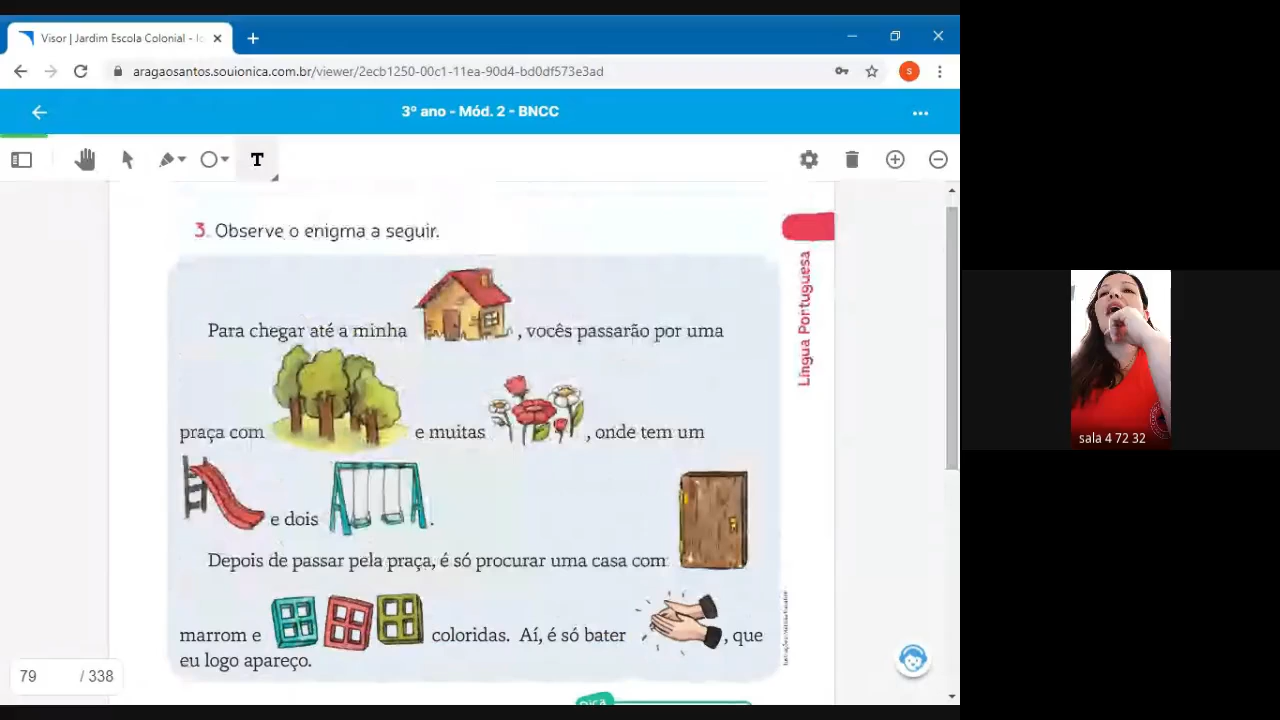 Visor | Jardim Escola Colonial - Ic
aragaosantos.souionica.com.br/viewer/2ecb1250-00c1-11ea-90d4-bd0df573e3ad
S
3º ano - Mód. 2 - BNCC
T
3. Observe o enigma a seguir.
Para chegar até a minha , vocês passarão por uma
praça com e muitas , onde tem um
e dois .
Depois de passar pela praça, é só procurar uma casa com
marrom e coloridas. Aí, é só bater , que
eu logo apareço.
Língua Portuguesa
79 / 338
sala 4 72 32